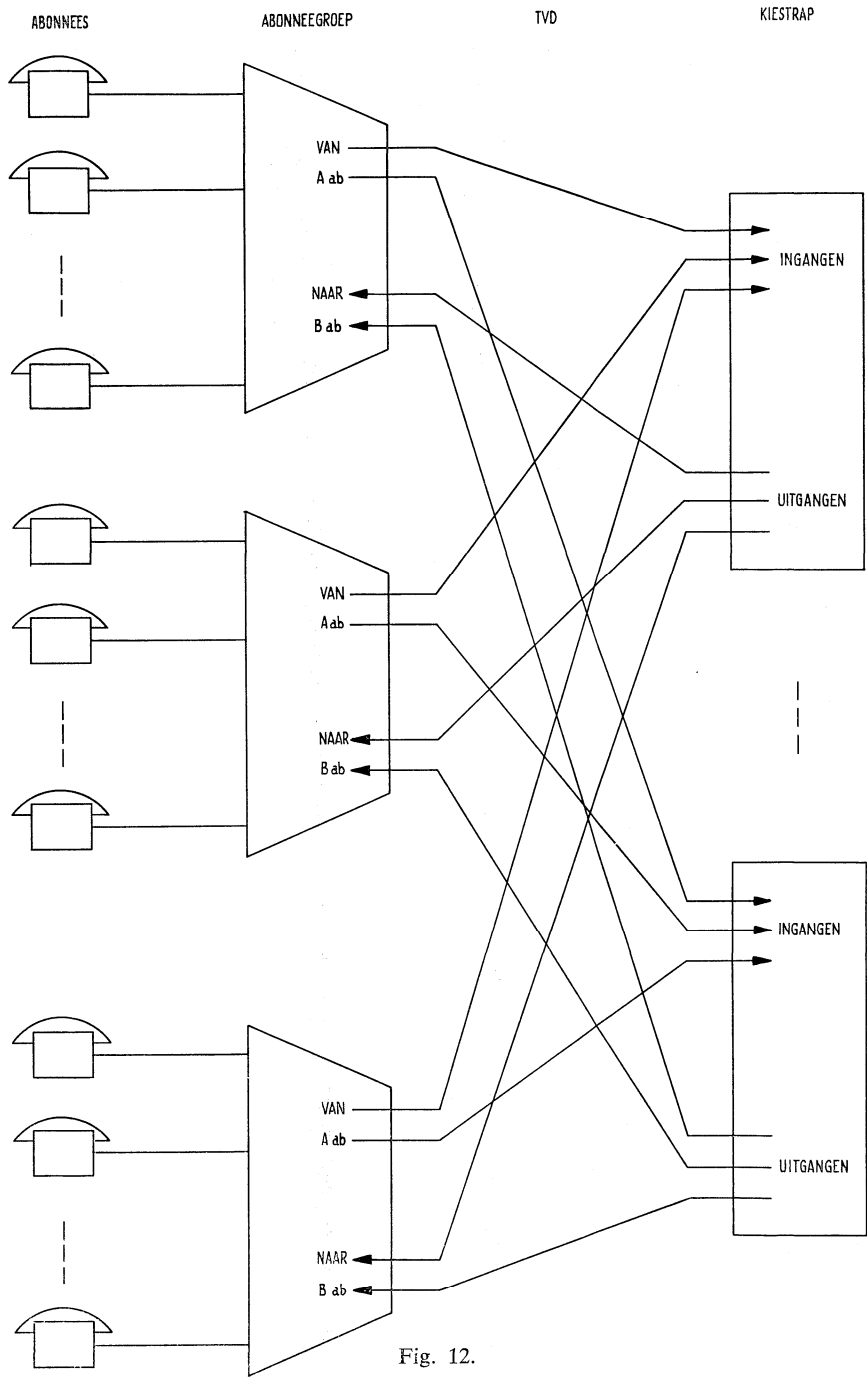 ABONNEES ABONNEEGROEP TVD KIESTRAP
VAN
A ab
NAAR
B ab
INGANGEN
UITGANGEN
VAN
A ab
NAAR
B ab
INGANGEN
UITGANGEN
VAN
A ab
NAAR
B ab
Fig. 12.